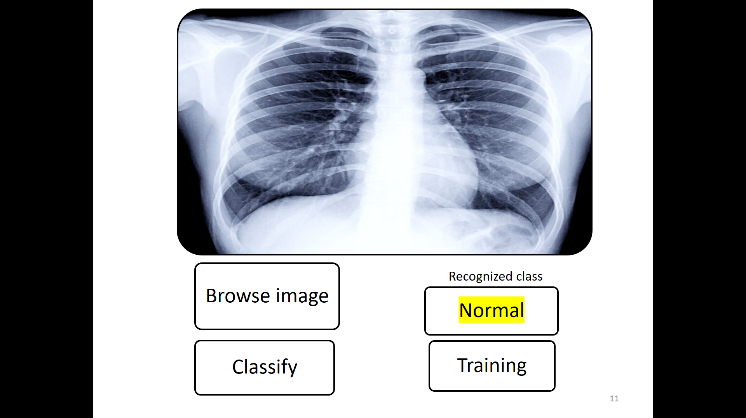 Browse image
Recognized class
Normal
Classify
Training
11